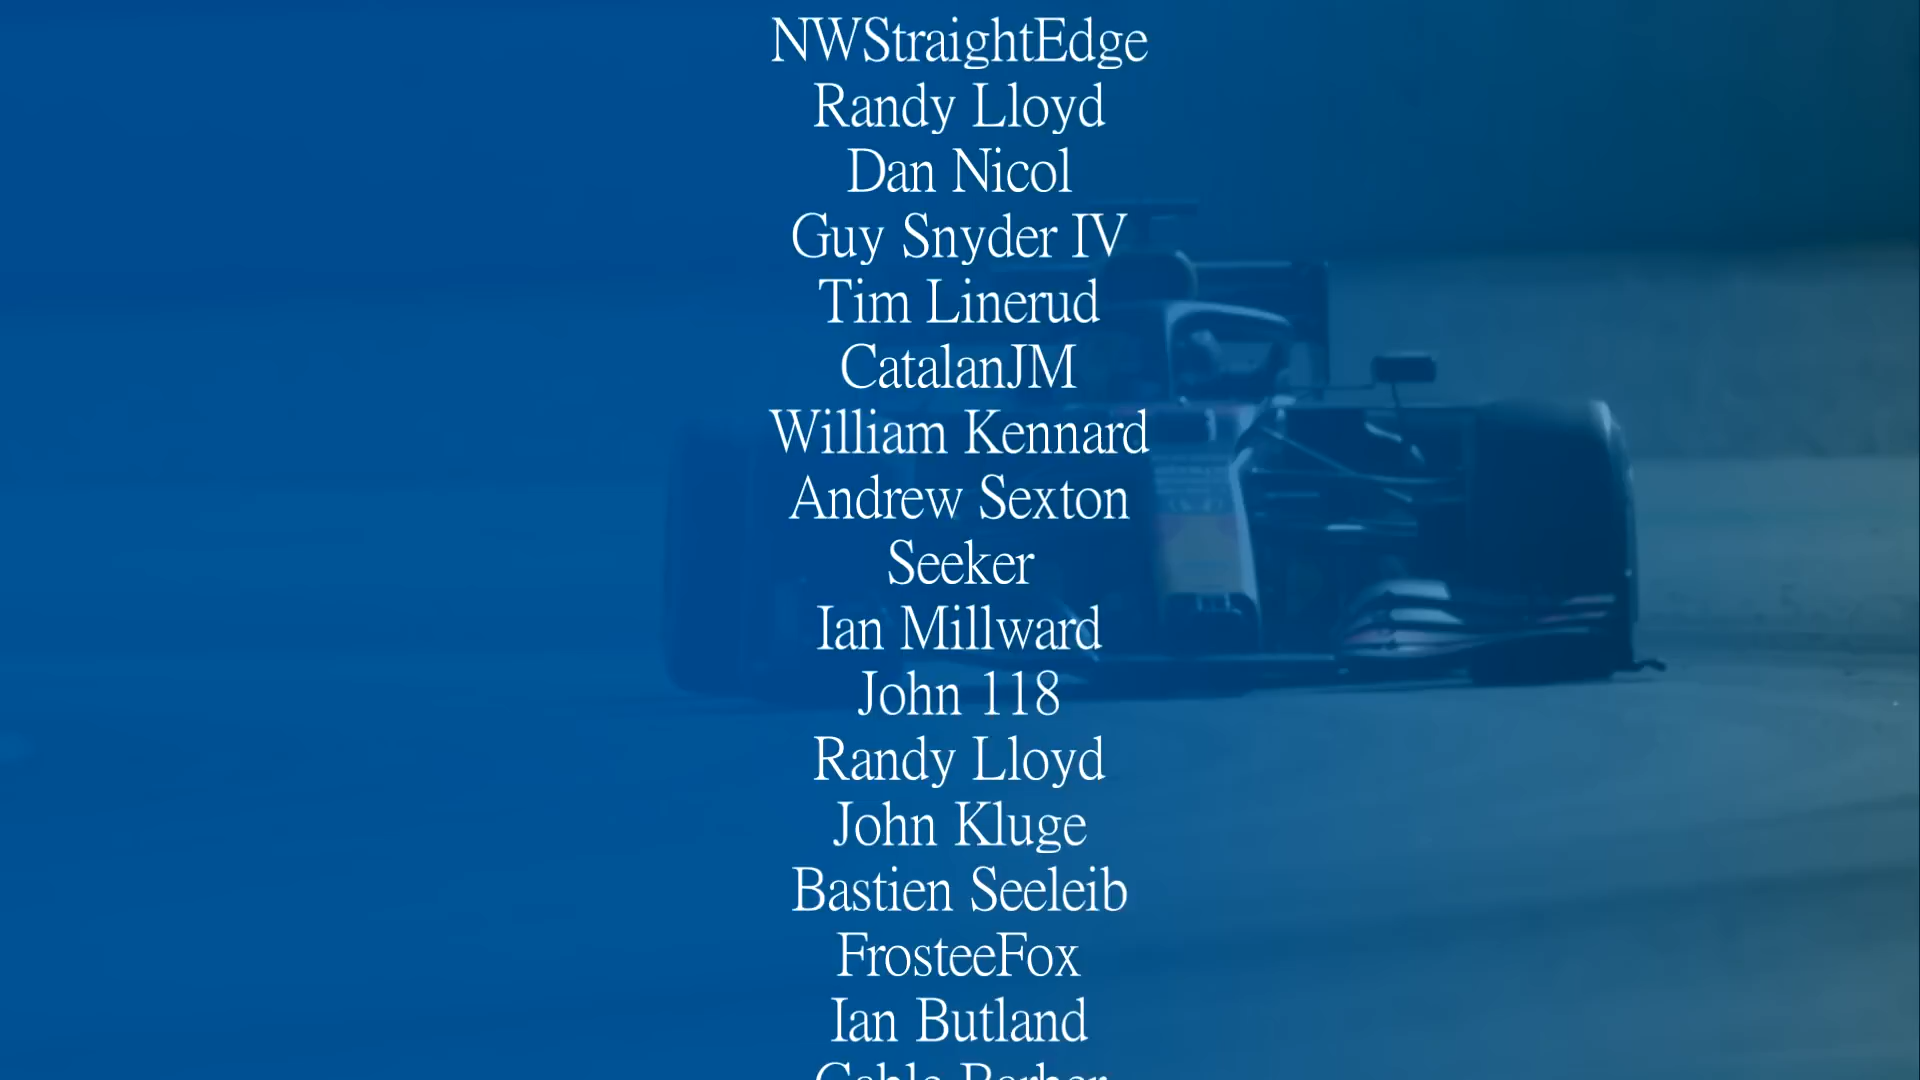 NWStraightEdge
Randy Lloyd
Dan Nicol
Guy Snyder IV
Tim Linerud
CatalanJM
William Kennard
Andrew Sexton
Seeker
Ian Millward
John 118
Randy Lloyd
John Kluge
Bastien Seeleib
FrosteeFox
Ian Butland